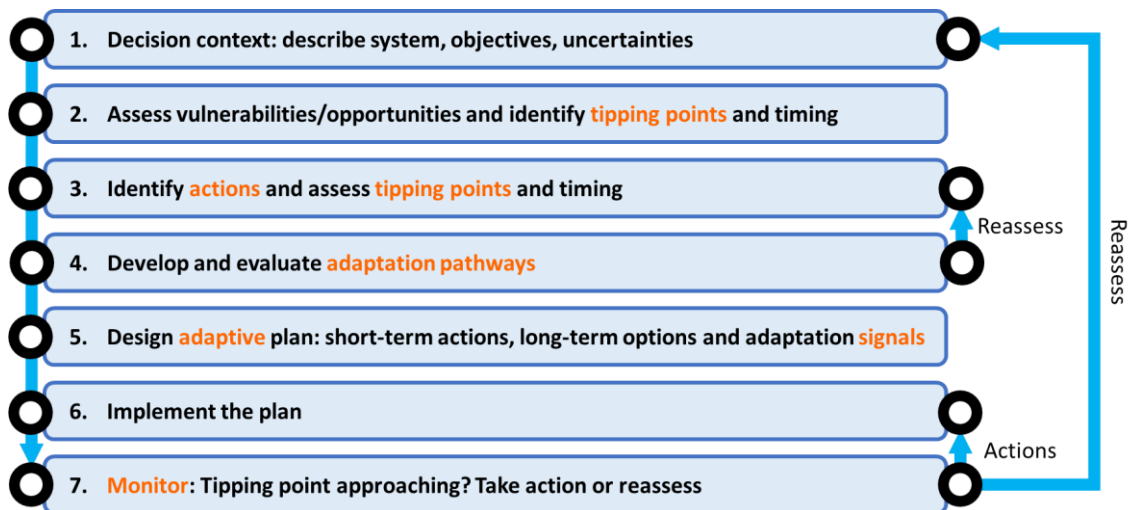 1. Decision context: describe system, objectives, uncertainties
2. Assess vulnerabilities/opportunities and identify tipping points and timing
3. Identify actions and assess tipping points and timing
Reassess
4. Develop and evaluate adaptation pathways
Reassess
5. Design adaptive plan: short-term actions, long-term options and adaptation signals
6. Implement the plan
Actions
7. Monitor: Tipping point approaching? Take action or reassess